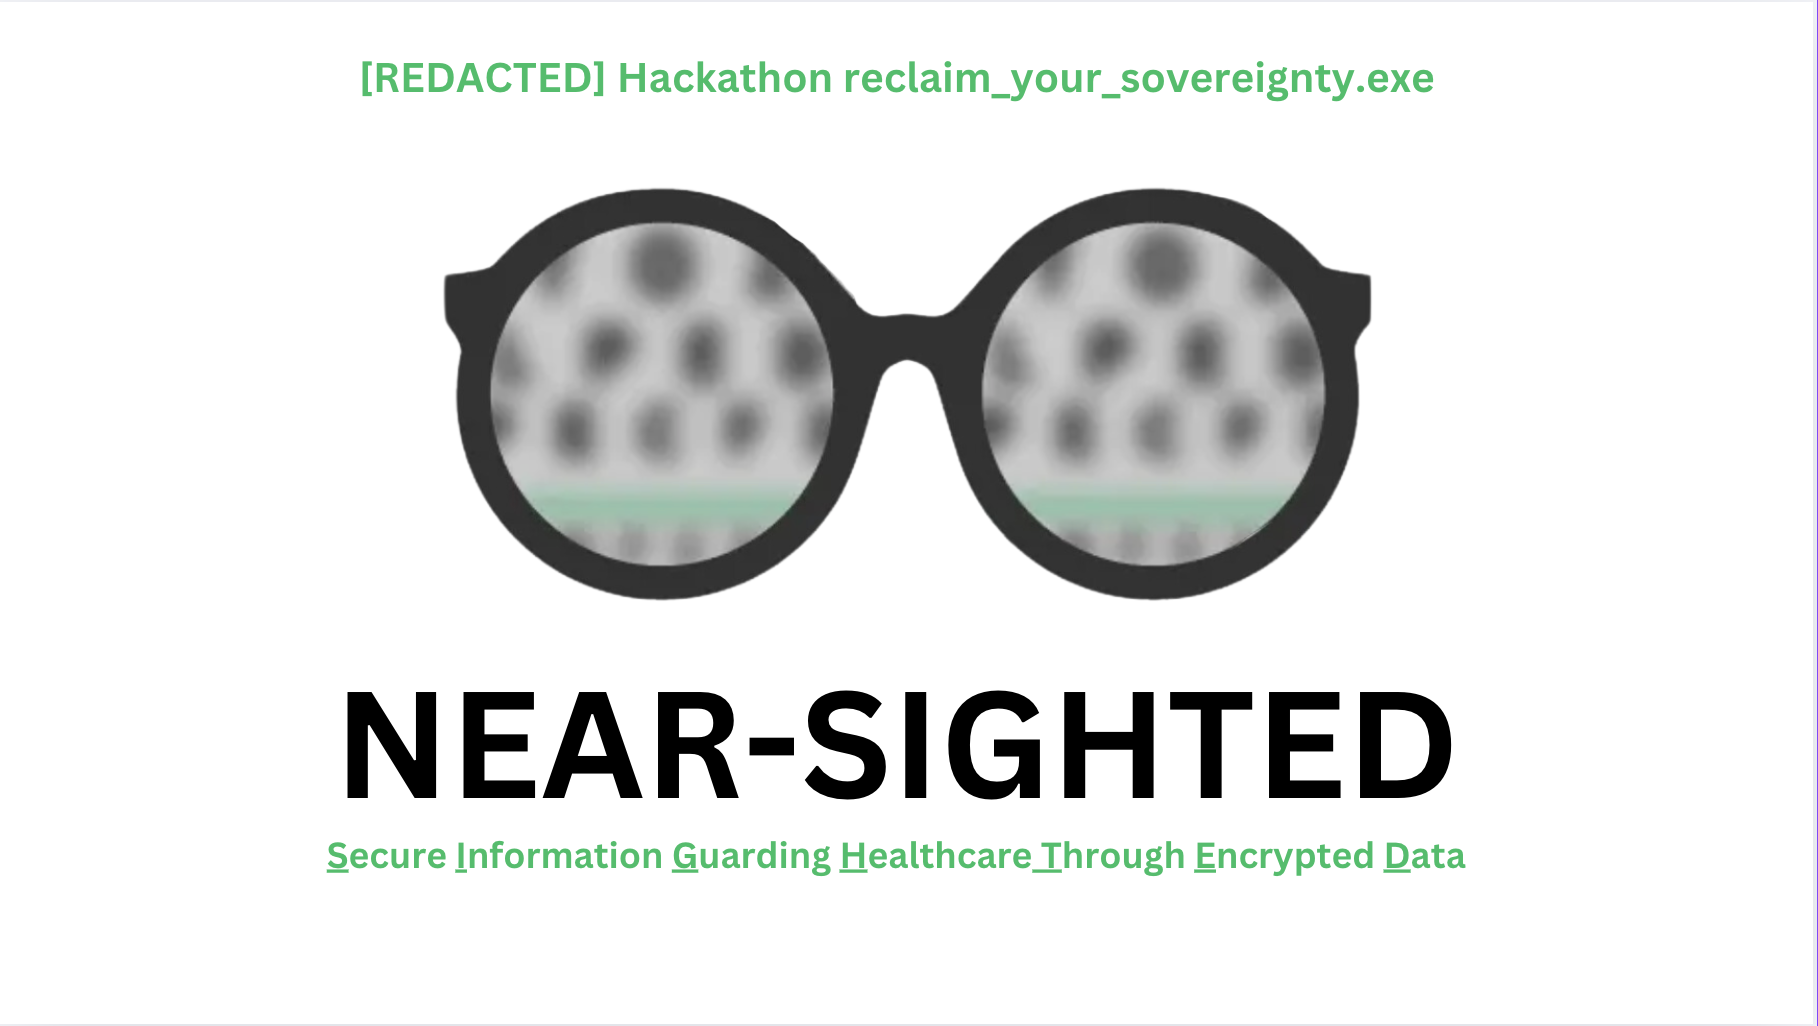 [REDACTED] Hackathon reclaim_your_sovereignty.exe
NEAR-SIGHTED
Secure Information Guarding Healthcare Through Encrypted Data